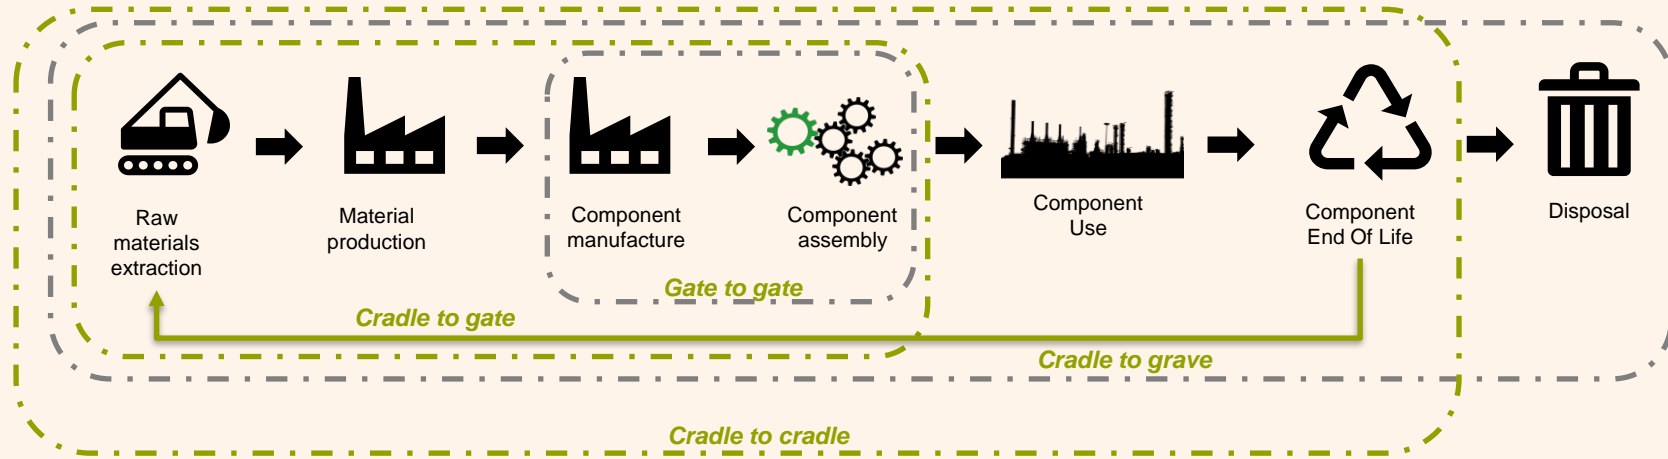 Raw
materials
extraction
Material
production
Component
manufacture
Component
assembly
Component
Use
Component
End Of Life
Disposal
Gate to gate
Cradle to gate
Cradle to grave
Cradle to cradle